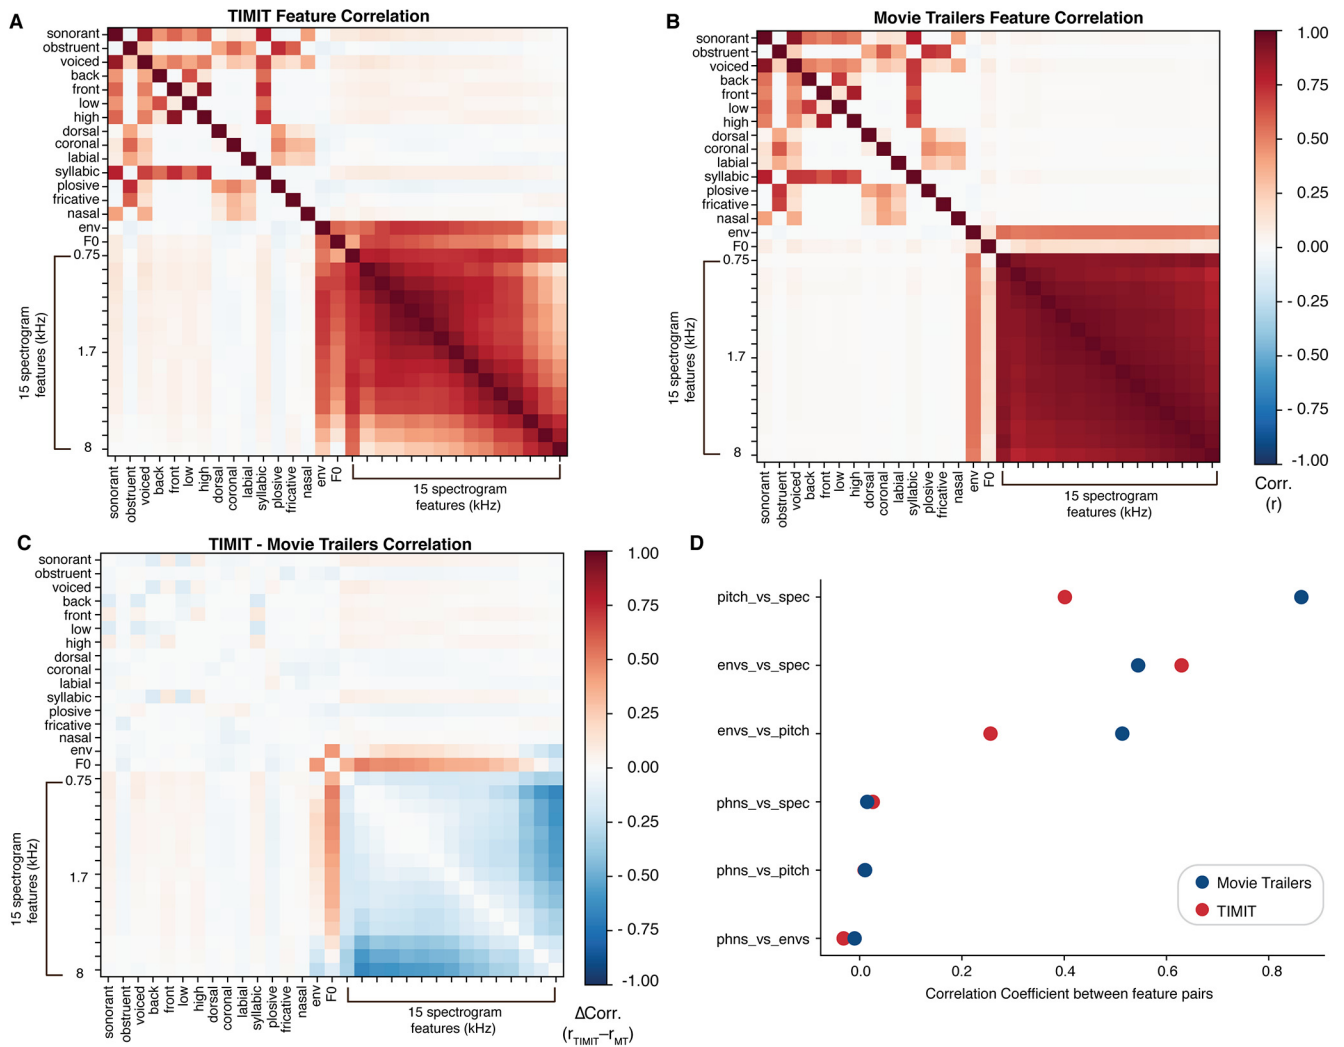 A
TIMIT Feature Correlation
sonorant
obstruent
voiced
back
front
low
high
dorsal
coronal
labial
syllabic
plosive
fricative
nasal
env
F0
0.75
1.7
8
15 spectrogram
features (kHz)
sonorant
obstruent
voiced
back
front
low
high
dorsal
coronal
labial
syllabic
plosive
fricative
nasal
env
F0
15 spectrogram
features (kHz)
B
Movie Trailers Feature Correlation
sonorant
obstruent
voiced
back
front
low
high
dorsal
coronal
labial
syllabic
plosive
fricative
nasal
env
F0
0.75
1.7
8
15 spectrogram
features (kHz)
sonorant
obstruent
voiced
back
front
low
high
dorsal
coronal
labial
syllabic
plosive
fricative
nasal
env
F0
15 spectrogram
features (kHz)
1.00
0.75
0.50
0.25
0.00
- 0.25
- 0.50
- 0.75
-1.00
Corr.
(r)
C
TIMIT - Movie Trailers Correlation
sonorant
obstruent
voiced
back
front
low
high
dorsal
coronal
labial
syllabic
plosive
fricative
nasal
env
F0
0.75
1.7
8
15 spectrogram
features (kHz)
sonorant
obstruent
voiced
back
front
low
high
dorsal
coronal
labial
syllabic
plosive
fricative
nasal
env
F0
15 spectrogram
features (kHz)
1.00
0.75
0.50
0.25
0.00
-0.25
- 0.50
- 0.75
-1.00
ΔCorr.
(rTIMIT–rMT)
D
pitch_vs_spec
envs_vs_spec
envs_vs_pitch
phns_vs_spec
phns_vs_pitch
phns_vs_envs
Movie Trailers
TIMIT
0.0
0.2
0.4
0.6
0.8
Correlation Coefficient between feature pairs